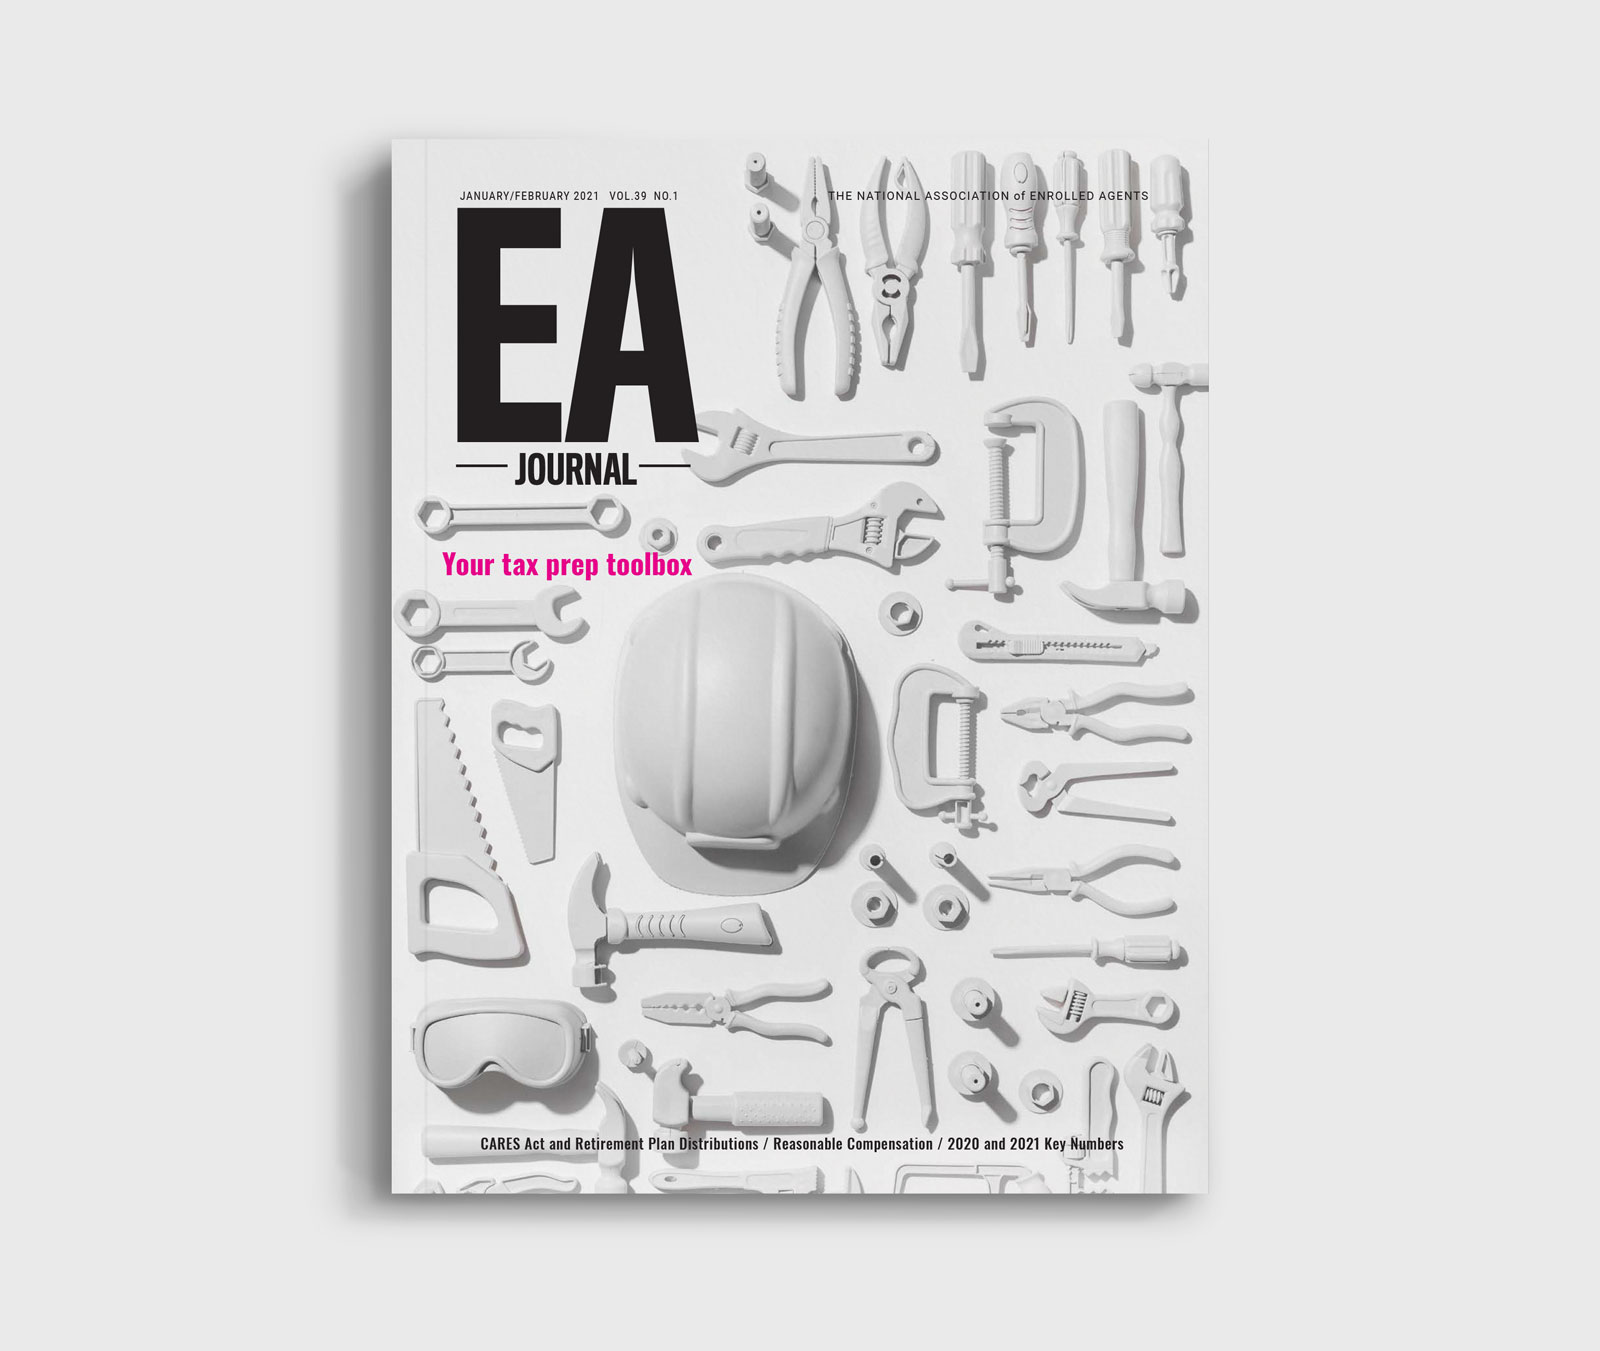 JANUARY/FEBRUARY 2021 VOL.39 NO.1
THE NATIONAL ASSOCIATION of ENROLLED AGENTS
EA
JOURNAL
Your tax prep toolbox
CARES Act and Retirement Plan Distributions / Reasonable Compensation / 2020 and 2021 Key Numbers